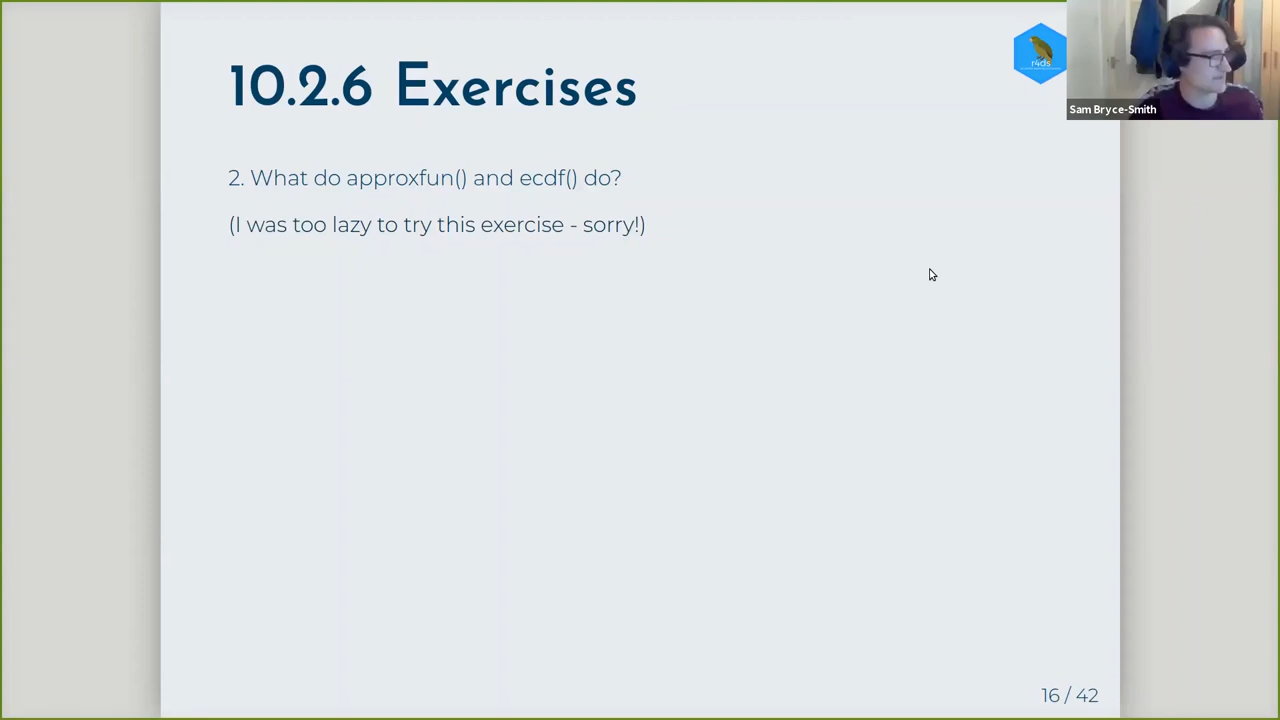 10.2.6 Exercises
r4ds
Sam Bryce-Smith
2. What do approxfun() and ecdf() do?
(I was too lazy to try this exercise - sorry!)
16 / 42